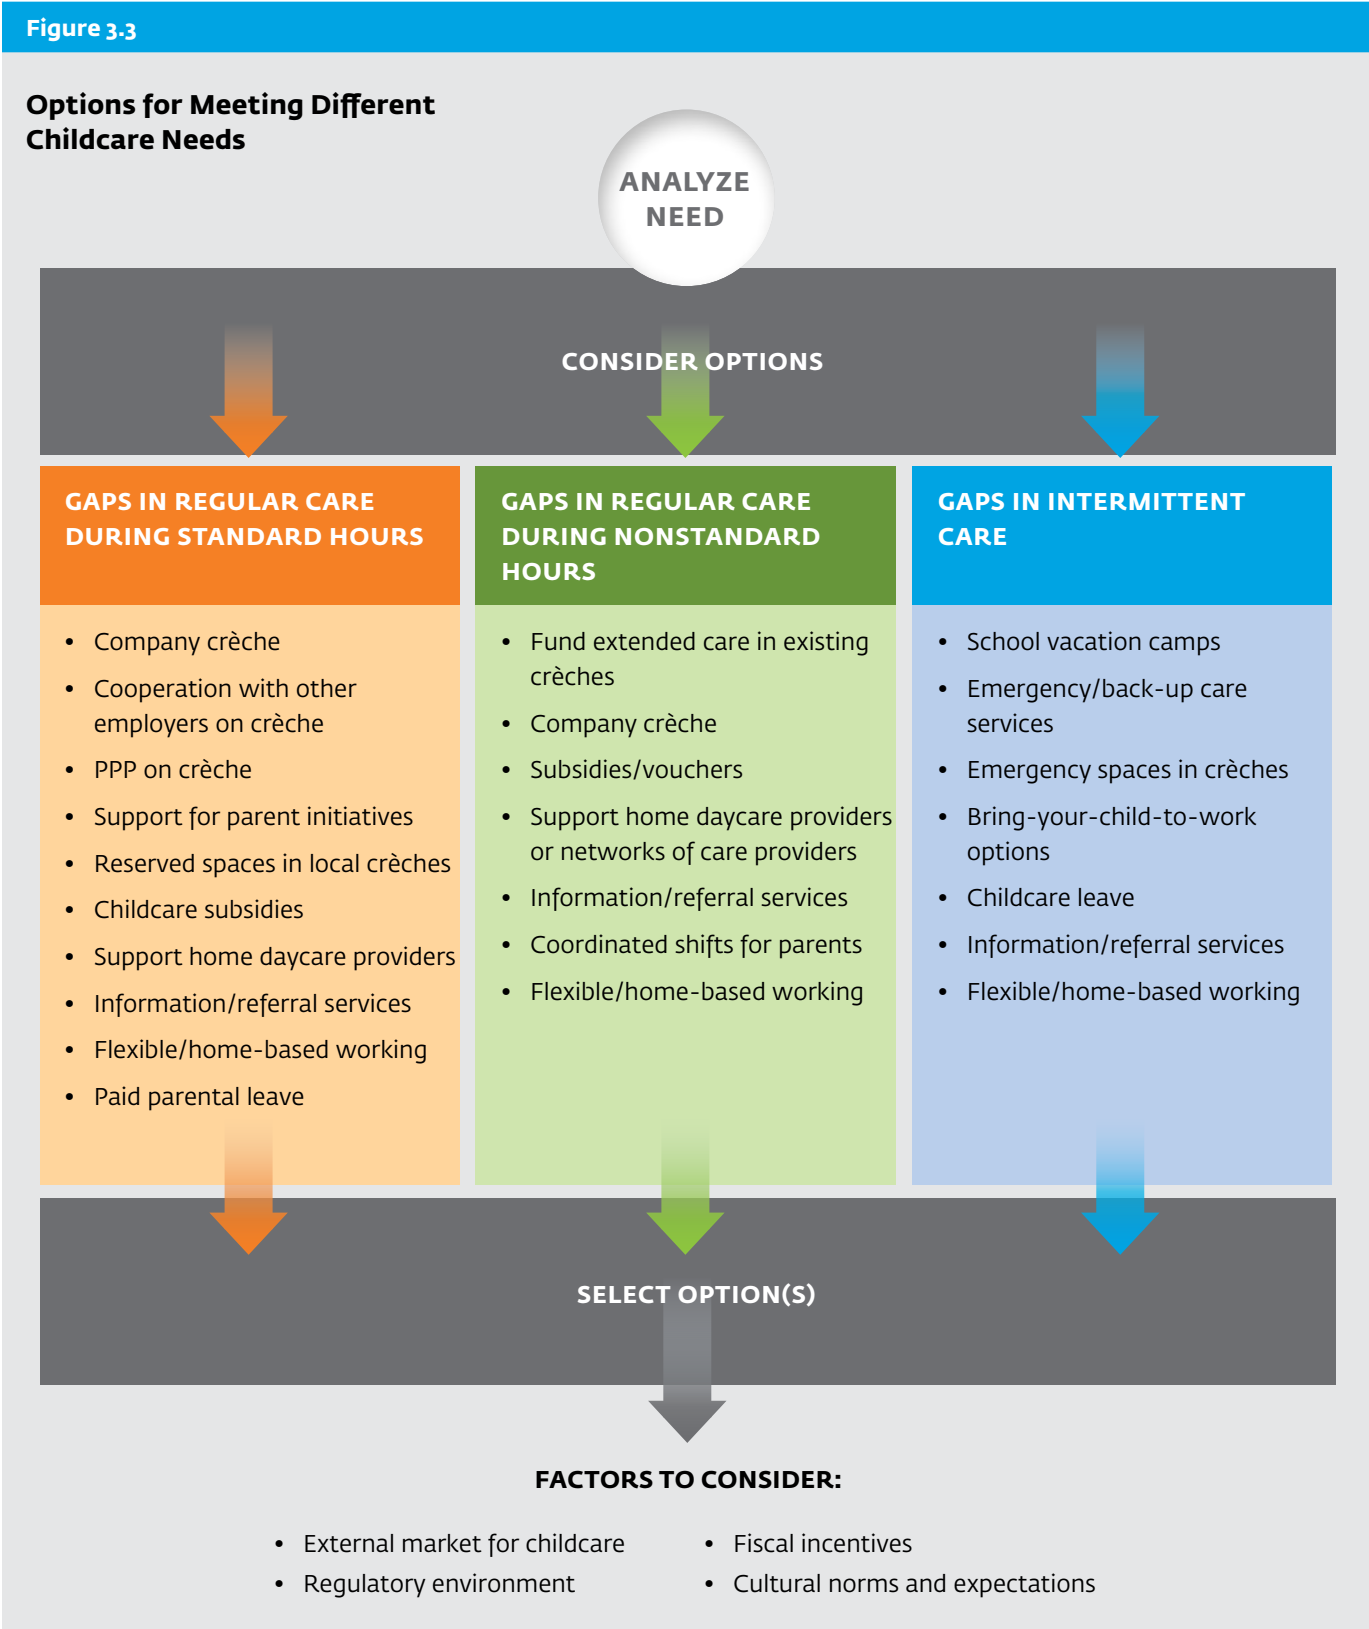 Figure 3.3
Options for Meeting Different
Childcare Needs
ANALYZE
NEED
CONSIDER OPTIONS
GAPS IN REGULAR CARE
DURING STANDARD HOURS
• Company crèche
• Cooperation with other
employers on crèche
• PPP on crèche
• Support for parent initiatives
• Reserved spaces in local crèches
• Childcare subsidies
• Support home daycare providers
• Information/referral services
• Flexible/home-based working
• Paid parental leave
GAPS IN REGULAR CARE
DURING NONSTANDARD
HOURS
• Fund extended care in existing
crèches
• Company crèche
• Subsidies/vouchers
• Support home daycare providers
or networks of care providers
• Information/referral services
• Coordinated shifts for parents
• Flexible/home-based working
GAPS IN INTERMITTENT
CARE
• School vacation camps
• Emergency/back-up care
services
• Emergency spaces in crèches
• Bring-your-child-to-work
options
• Childcare leave
• Information/referral services
• Flexible/home-based working
SELECT OPTION(S)
FACTORS TO CONSIDER:
• External market for childcare
• Regulatory environment
• Fiscal incentives
• Cultural norms and expectations